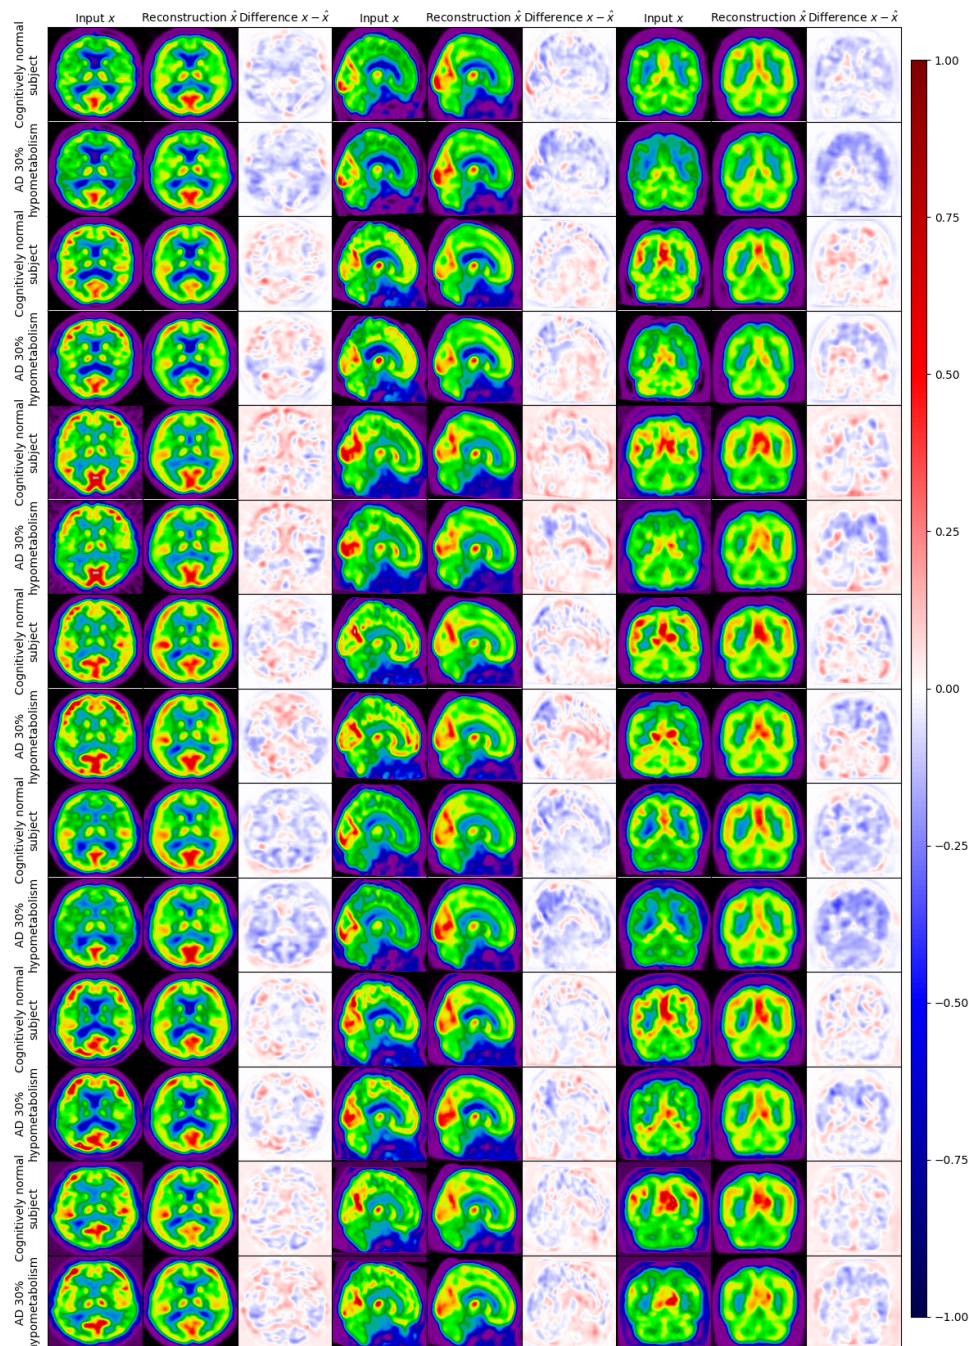 Input x Reconstruction x̂ Difference x − x̂ Input x Reconstruction x̂ Difference x − x̂ Input x Reconstruction x̂ Difference x − x̂
Cognitively normal
subject
AD 30%
hypometabolism
Cognitively normal
subject
AD 30%
hypometabolism
Cognitively normal
subject
AD 30%
hypometabolism
Cognitively normal
subject
AD 30%
hypometabolism
Cognitively normal
subject
AD 30%
hypometabolism
Cognitively normal
subject
AD 30%
hypometabolism
Cognitively normal
subject
AD 30%
hypometabolism
1.00
0.75
0.50
0.25
0.00
−0.25
−0.50
−0.75
−1.00